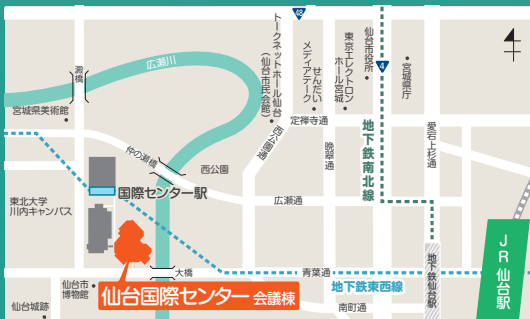 48
トークネットホール仙台
(仙台市民会館)
せんだい
メディアテーク
東京エレクトロン
ホール宮城
仙台市役所
4
宮城県庁
澱橋
広瀬川
宮城県美術館
定禅寺通
西公園通
晩翠通
地下鉄南北線
愛宕上杉通
仲の瀬橋
西公園
国際センター駅
東北大学
川内キャンパス
広瀬通
大橋
青葉通
地下鉄東西線
地下鉄仙台駅
JR仙台駅
仙台市
博物館
仙台国際センター 会議棟
仙台城跡
南町通